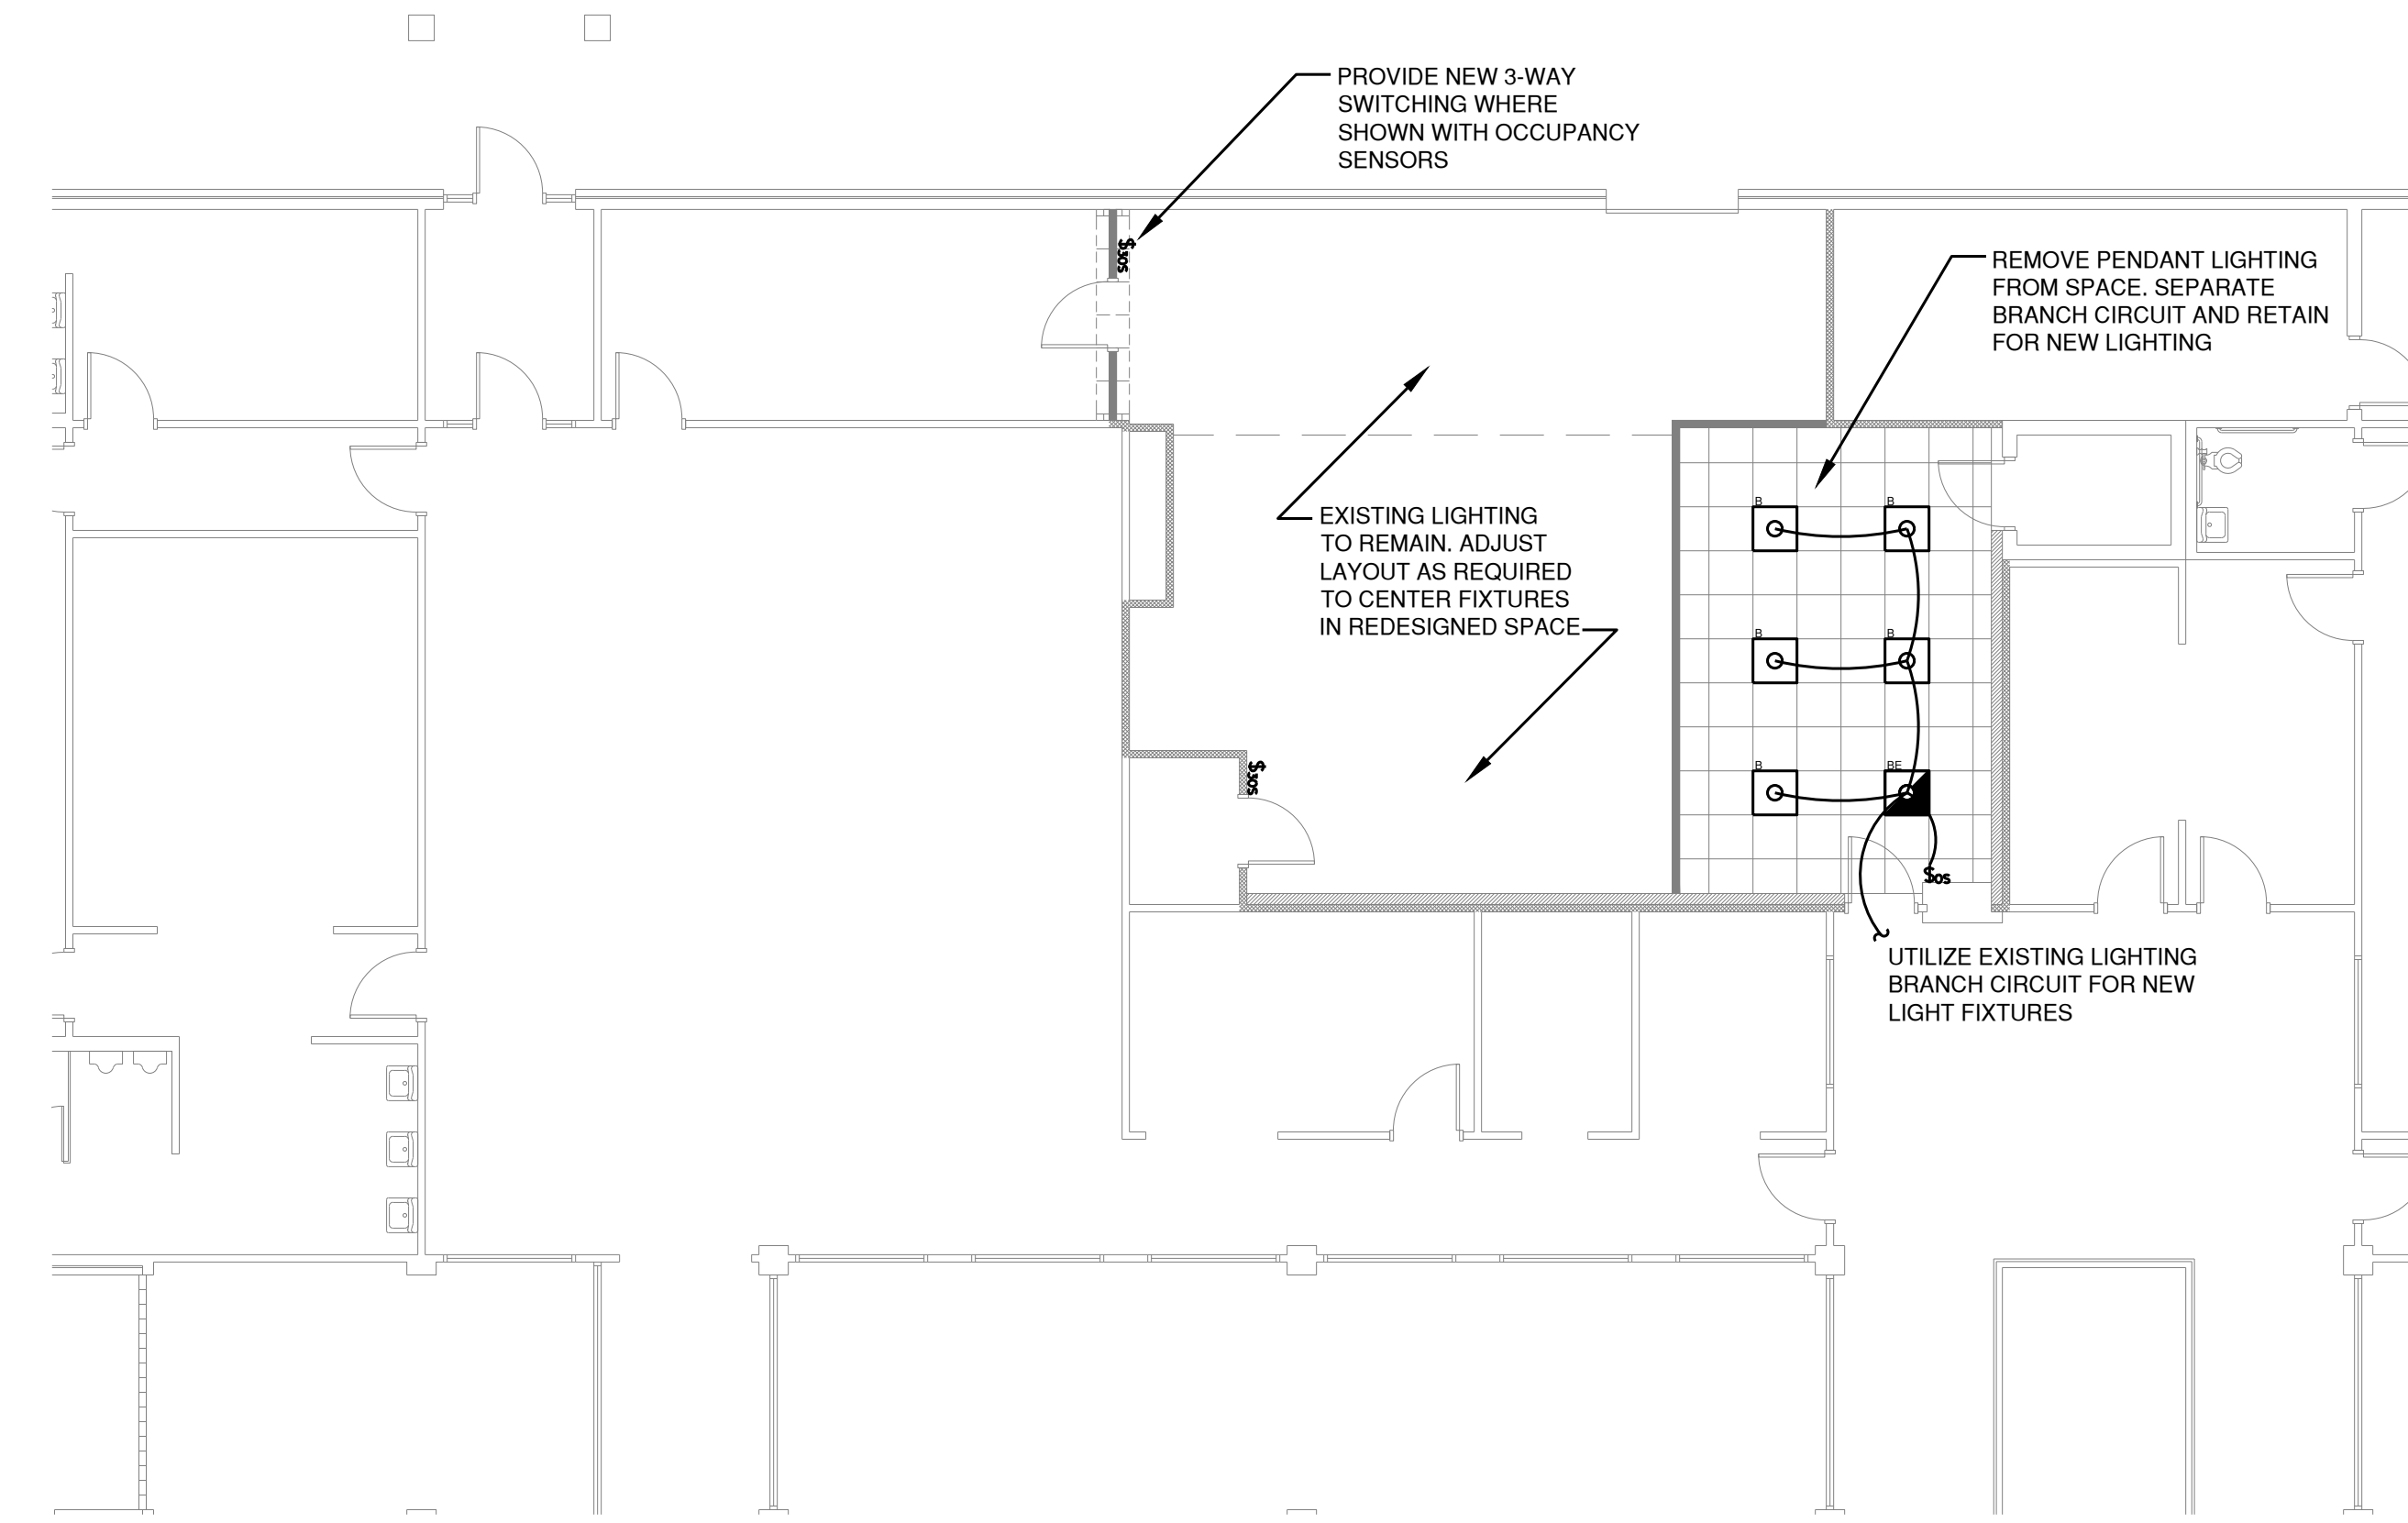 PROVIDE NEW 3-WAY
SWITCHING WHERE
SHOWN WITH OCCUPANCY
SENSORS
$3OS
REMOVE PENDANT LIGHTING
FROM SPACE. SEPARATE
BRANCH CIRCUIT AND RETAIN
FOR NEW LIGHTING
EXISTING LIGHTING
TO REMAIN. ADJUST
LAYOUT AS REQUIRED
TO CENTER FIXTURES
IN REDESIGNED SPACE
B
B
B
B
B
BE
$3OS
$OS
UTILIZE EXISTING LIGHTING
BRANCH CIRCUIT FOR NEW
LIGHT FIXTURES